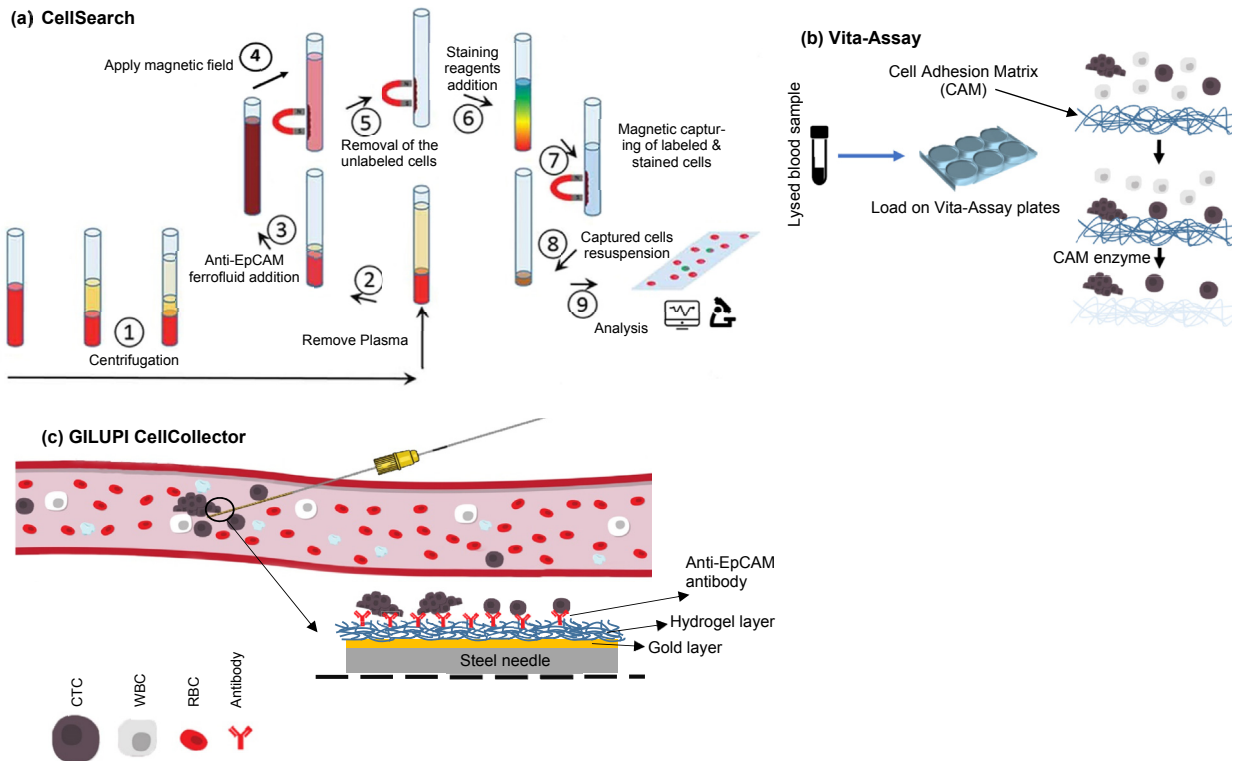 (a) CellSearch
Apply magnetic field
4
5
Removal of the
unlabeled cells
Staining
reagents
addition
6
7
Magnetic captur-
ing of labeled &
stained cells
3
Anti-EpCAM
ferrofluid addition
2
Remove Plasma
1
Centrifugation
8
Captured cells
resuspension
9
Analysis
(b) Vita-Assay
Lysed blood sample
Cell Adhesion Matrix
(CAM)
Load on Vita-Assay plates
CAM enzyme
(c) GILUPI CellCollector
Anti-EpCAM
antibody
Hydrogel layer
Gold layer
Steel needle
CTC
WBC
RBC
Antibody